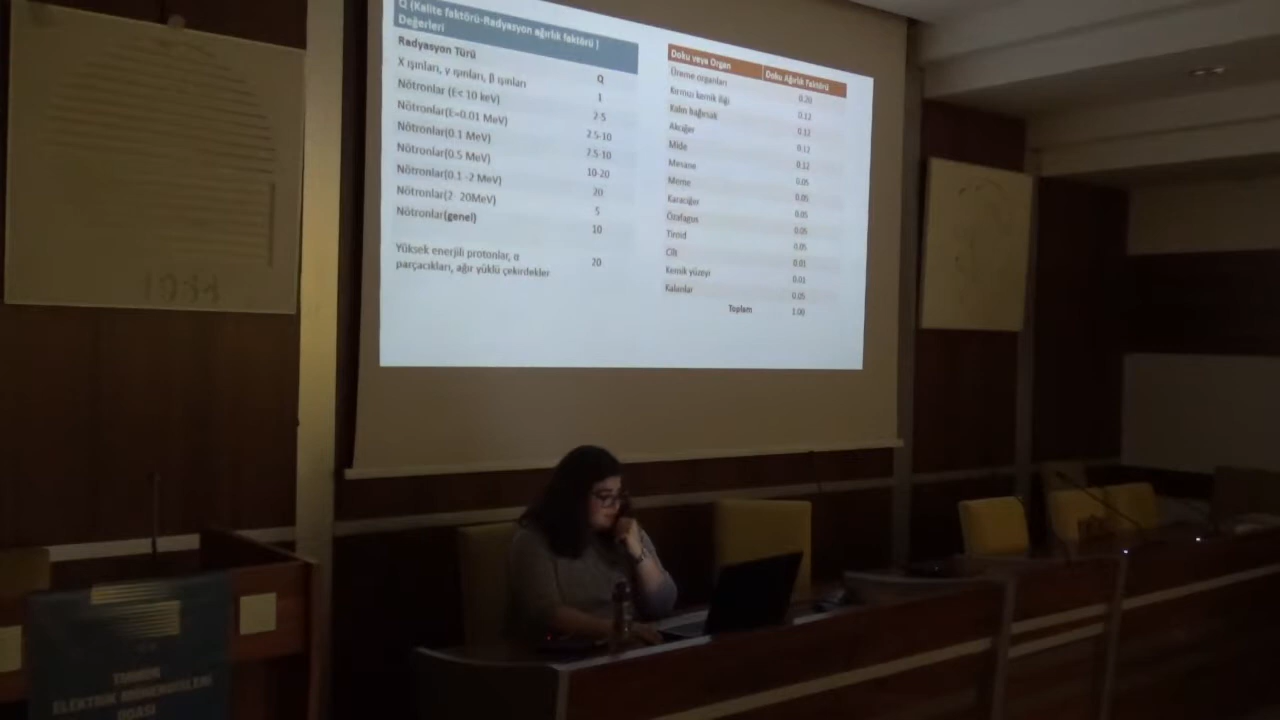 Q (Kalite faktörü-Radyasyon ağırlık faktörü )
Değerleri
Radyasyon Türü Q
X ışınları, γ ışınları, β ışınları 1
Nötronlar (E< 10 keV) 2-5
Nötronlar(E=0.01 MeV) 2.5-10
Nötronlar(0.1 MeV) 7.5-10
Nötronlar(0.5 MeV) 10-20
Nötronlar(0.1 -2 MeV) 20
Nötronlar(2 20MeV) 5
Nötronlar(genel) 10
Yüksek enerjili protonlar, α
parçacıkları, ağır yüklü çekirdekler 20
Doku veya Organ Doku Ağırlık Faktörü
Üreme organları 0.20
Kırmızı kemik iliği 0.12
Kalın bağırsak 0.12
Akciğer 0.12
Mide 0.12
Mesane 0.05
Meme 0.05
Karaciğer 0.05
Özafagus 0.05
Tiroid 0.05
Cilt 0.01
Kemik yüzeyi 0.01
Kalanlar 0.05
Toplam 1.00
TMMOB
ELEKTRİK MÜHENDİSLERİ
ODASI